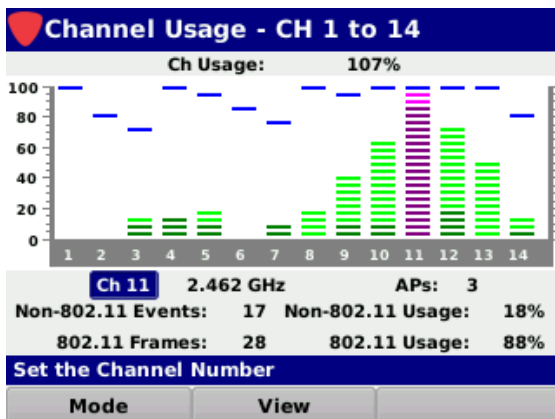 Channel Usage - CH 1 to 14
Ch Usage: 107%
100
80
60
40
20
0
1 2 3 4 5 6 7 8 9 10 11 12 13 14
Ch 11 2.462 GHz APs: 3
Non-802.11 Events: 17 Non-802.11 Usage: 18%
802.11 Frames: 28 802.11 Usage: 88%
Set the Channel Number
Mode View